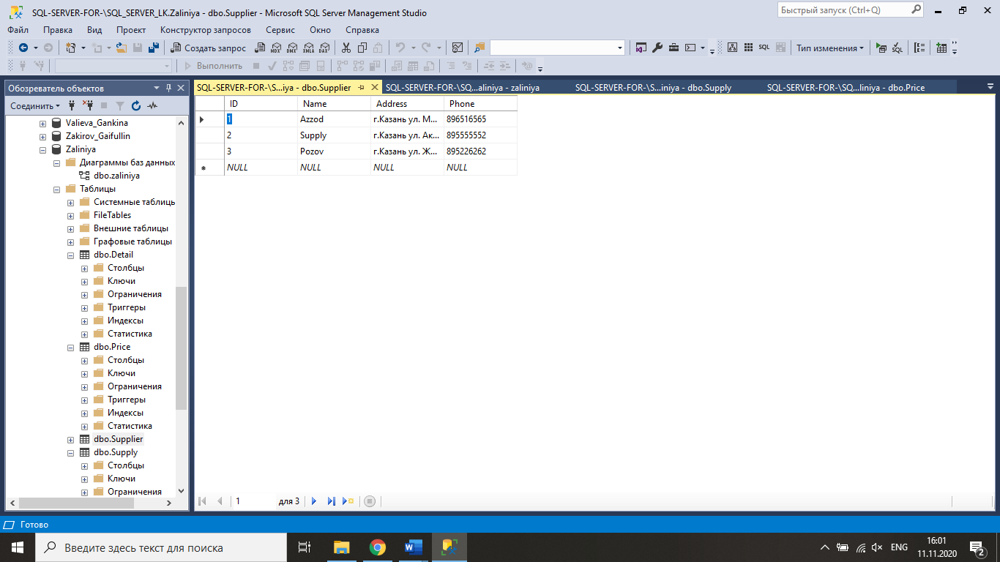 SQL-SERVER-FOR-\SQL_SERVER_LK.Zaliniya - dbo.Supplier - Microsoft SQL Server Management Studio
Быстрый запуск (Ctrl+Q)
Файл Правка Вид Проект Конструктор запросов Сервис Окно Справка
Создать запрос MDX DMX XMLA DAX SQL Тип изменения SQL
Выполнить
Обозреватель объектов
SQL-SERVER-FOR-\S...iya - dbo.Supplier SQL-SERVER-FOR-\SQ...aliniya - zaliniya SQL-SERVER-FOR-\S...iniya - dbo.Supply SQL-SERVER-FOR-\SQ...liniya - dbo.Price
Соединить
Valieva_Gankina
Zakirov_Gaifullin
Zaliniya
Диаграммы баз данных
dbo.zaliniya
Таблицы
Системные таблиць
FileTables
Внешние таблицы
Графовые таблицы
dbo.Detail
Столбцы
Ключи
Ограничения
Триггеры
Индексы
Статистика
dbo.Price
Столбцы
Ключи
Ограничения
Триггеры
Индексы
Статистика
dbo.Supplier
dbo.Supply
Столбцы
Ключи
Ограничения
ID Name Address Phone
1 Azzod г.Казань ул. М... 896516565
2 Supply г.Казань ул. Ак... 895555552
3 Pozov г.Казань ул. Ж... 895226262
NULL NULL NULL NULL
1 для 3
Готово
Введите здесь текст для поиска
ENG
16:01
11.11.2020
2